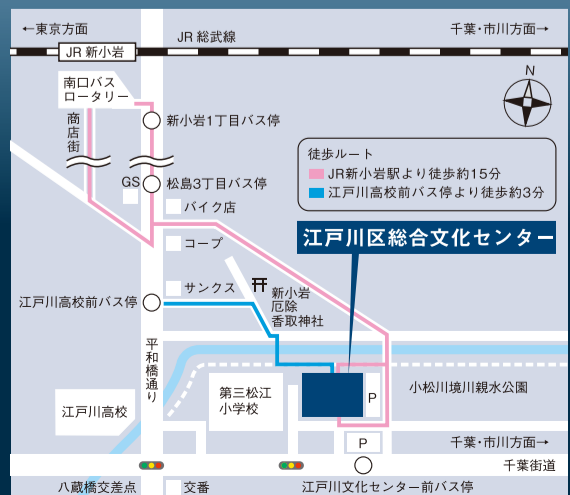 ←東京方面
JR 総武線
千葉・市川方面→
JR 新小岩
南口バス
ロータリー
N
商店街
新小岩1丁目バス停
徒歩ルート
JR新小岩駅より徒歩約15分
江戸川高校前バス停より徒歩約3分
GS
松島3丁目バス停
バイク店
江戸川区総合文化センター
コープ
サンクス
新小岩
厄除
香取神社
江戸川高校前バス停
平和橋通り
第三松江
小学校
P
小松川境川親水公園
江戸川高校
P
千葉・市川方面→
千葉街道
八蔵橋交差点
交番
江戸川文化センター前バス停